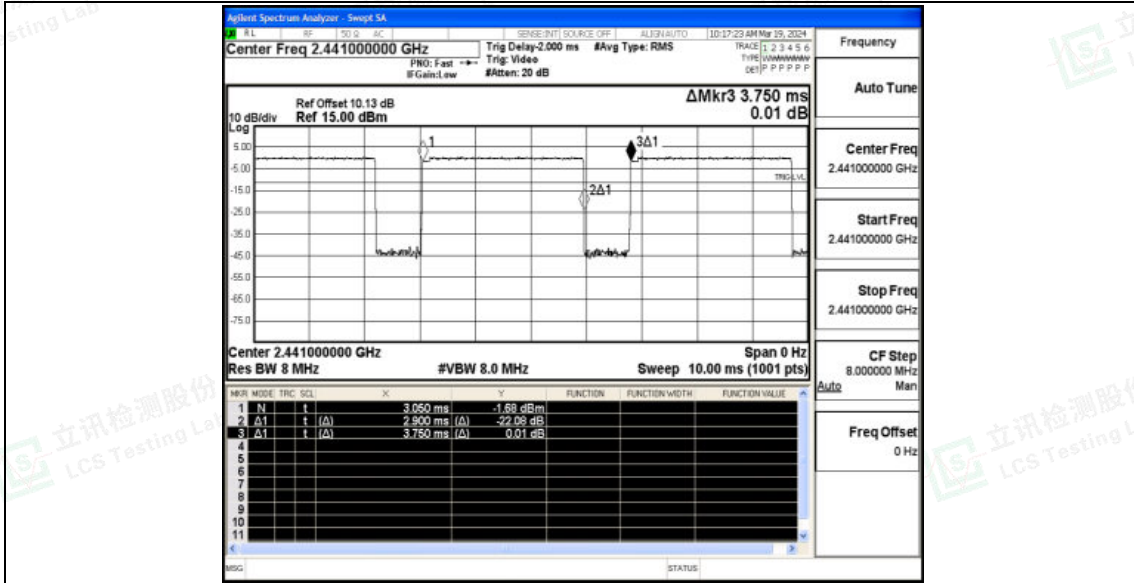 Agilent Spectrum Analyzer - Swept SA
RL RF 50 Ω AC SENSE:INT SOURCE OFF ALIGN AUTO 10:17:23 AM Mar 19, 2024
Center Freq 2.441000000 GHz
PNO: Fast
IFGain:Low
Trig Delay-2.000 ms
Trig: Video
#Atten: 20 dB
#Avg Type: RMS
TRACE 1 2 3 4 5 6
TYPE
DET P P P P P P
Frequency
Auto Tune
Center Freq
2.441000000 GHz
Start Freq
2.441000000 GHz
Stop Freq
2.441000000 GHz
CF Step
8.000000 MHz
Auto Man
Freq Offset
0 Hz
ΔMkr3 3.750 ms
0.01 dB
Ref Offset 10.13 dB
10 dB/div Ref 15.00 dBm
Log
5.00
-5.00
-15.0
-25.0
-35.0
-45.0
-55.0
-65.0
-75.0
1
2Δ1
3Δ1
TRIG LVL
Center 2.441000000 GHz Span 0 Hz
Res BW 8 MHz #VBW 8.0 MHz Sweep 10.00 ms (1001 pts)
MKR MODE TRC SCL X Y FUNCTION FUNCTION WIDTH FUNCTION VALUE
1 N t 3.050 ms -1.68 dBm
2 Δ1 t (Δ) 2.900 ms (Δ) -22.08 dB
3 Δ1 t (Δ) 3.750 ms (Δ) 0.01 dB
4
5
6
7
8
9
10
11
MSG STATUS
立讯检测股份
LCS Testing Lab
立讯检测股份
LCS Testing L